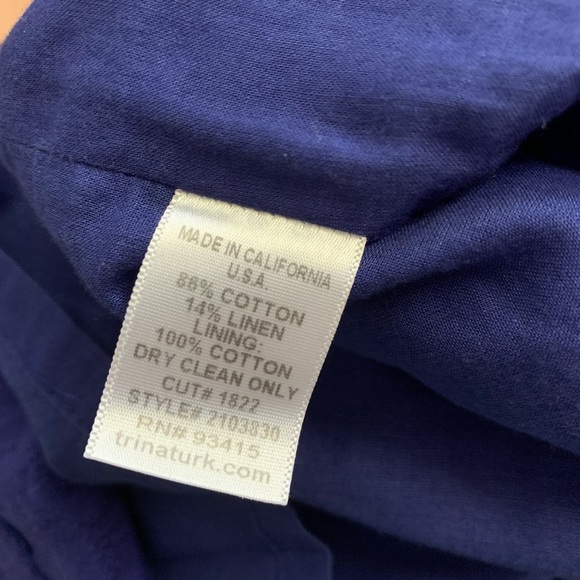 MADE IN CALIFORNIA
U.S.A.
86% COTTON
14% LINEN
LINING:
100% COTTON
DRY CLEAN ONLY
CUT# 1822
STYLE# 2103830
RN# 93415
trinaturk.com